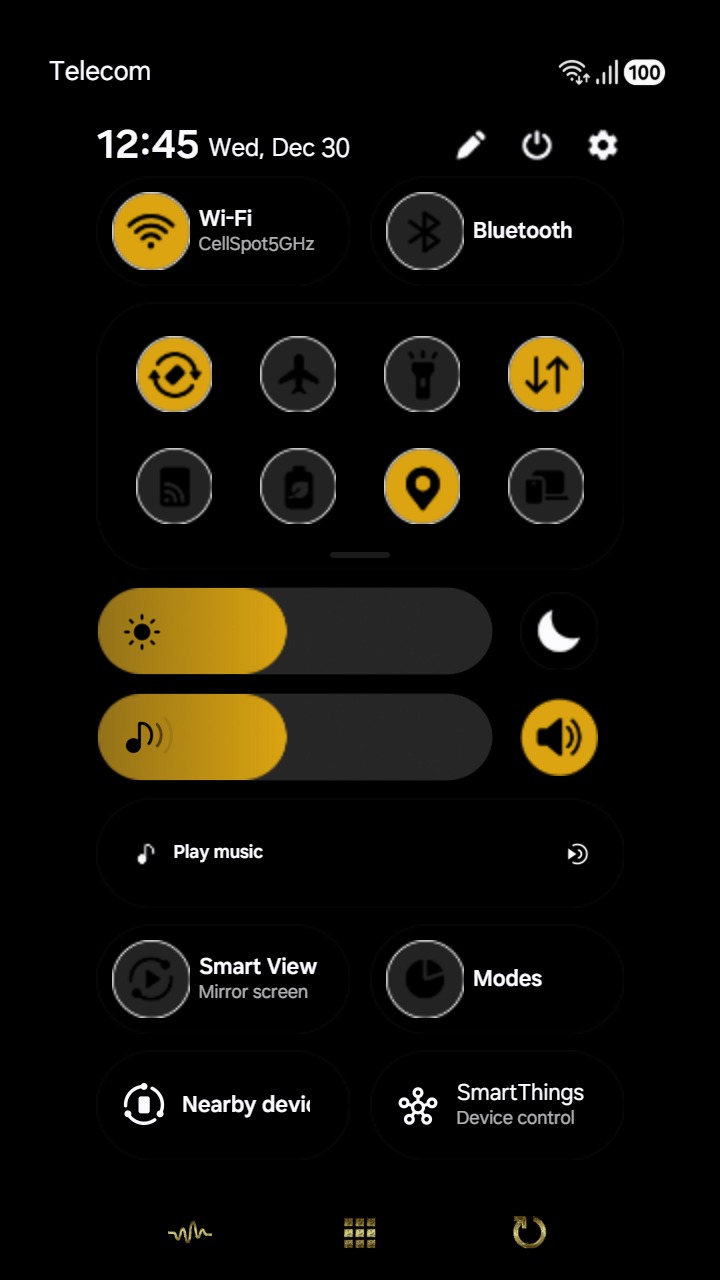 Telecom
100
12:45 Wed, Dec 30
Wi-Fi
CellSpot5GHz
Bluetooth
Play music
Smart View
Mirror screen
Modes
Nearby devi
SmartThings
Device control